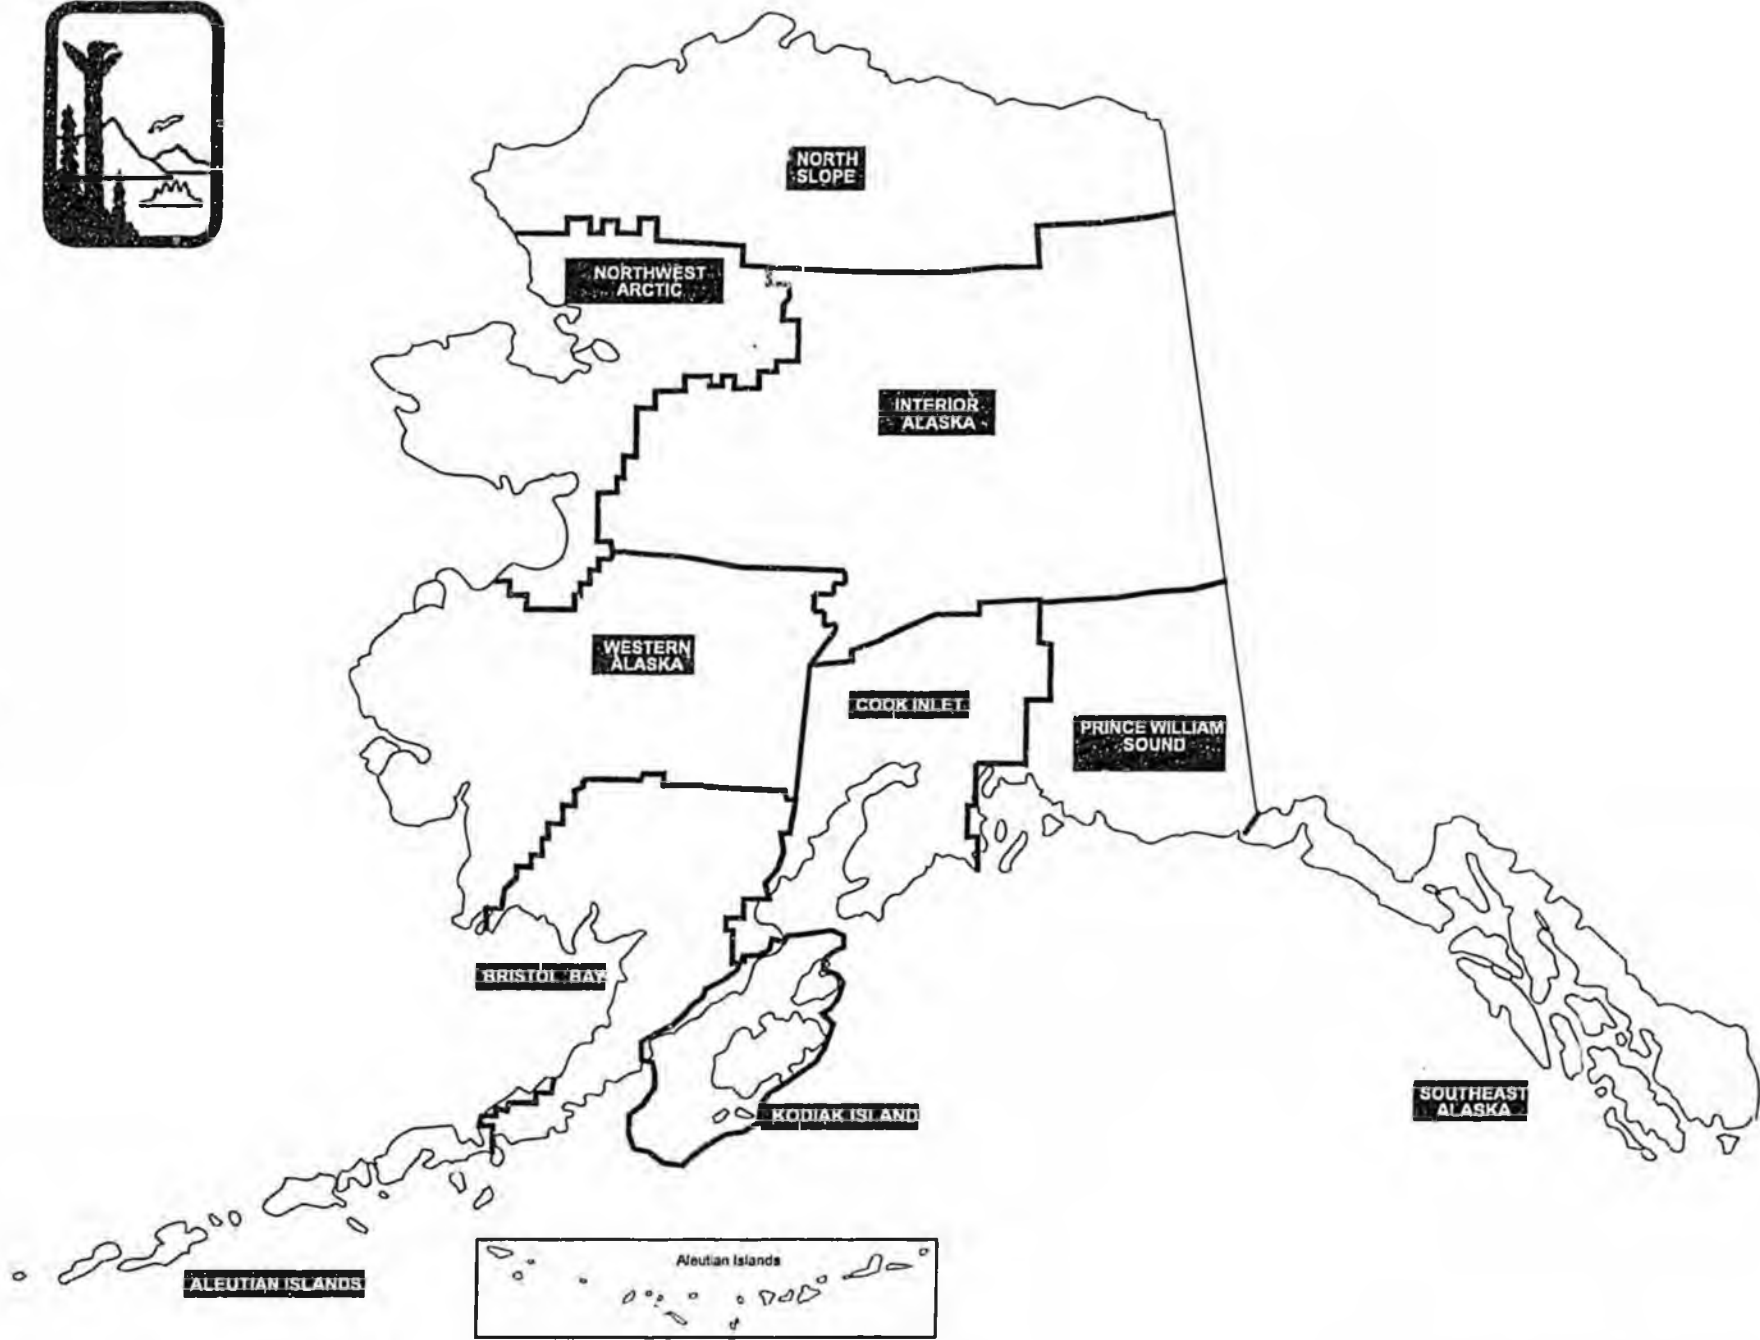 NORTH
SLOPE
NORTHWEST
ARCTIC
INTERIOR
ALASKA
WESTERN
ALASKA
COOK INLET
PRINCE WILLIAM
SOUND
BRISTOL BAY
SOUTHEAST
ALASKA
KODIAK ISLAND
Aleutian Islands
ALEUTIAN ISLANDS